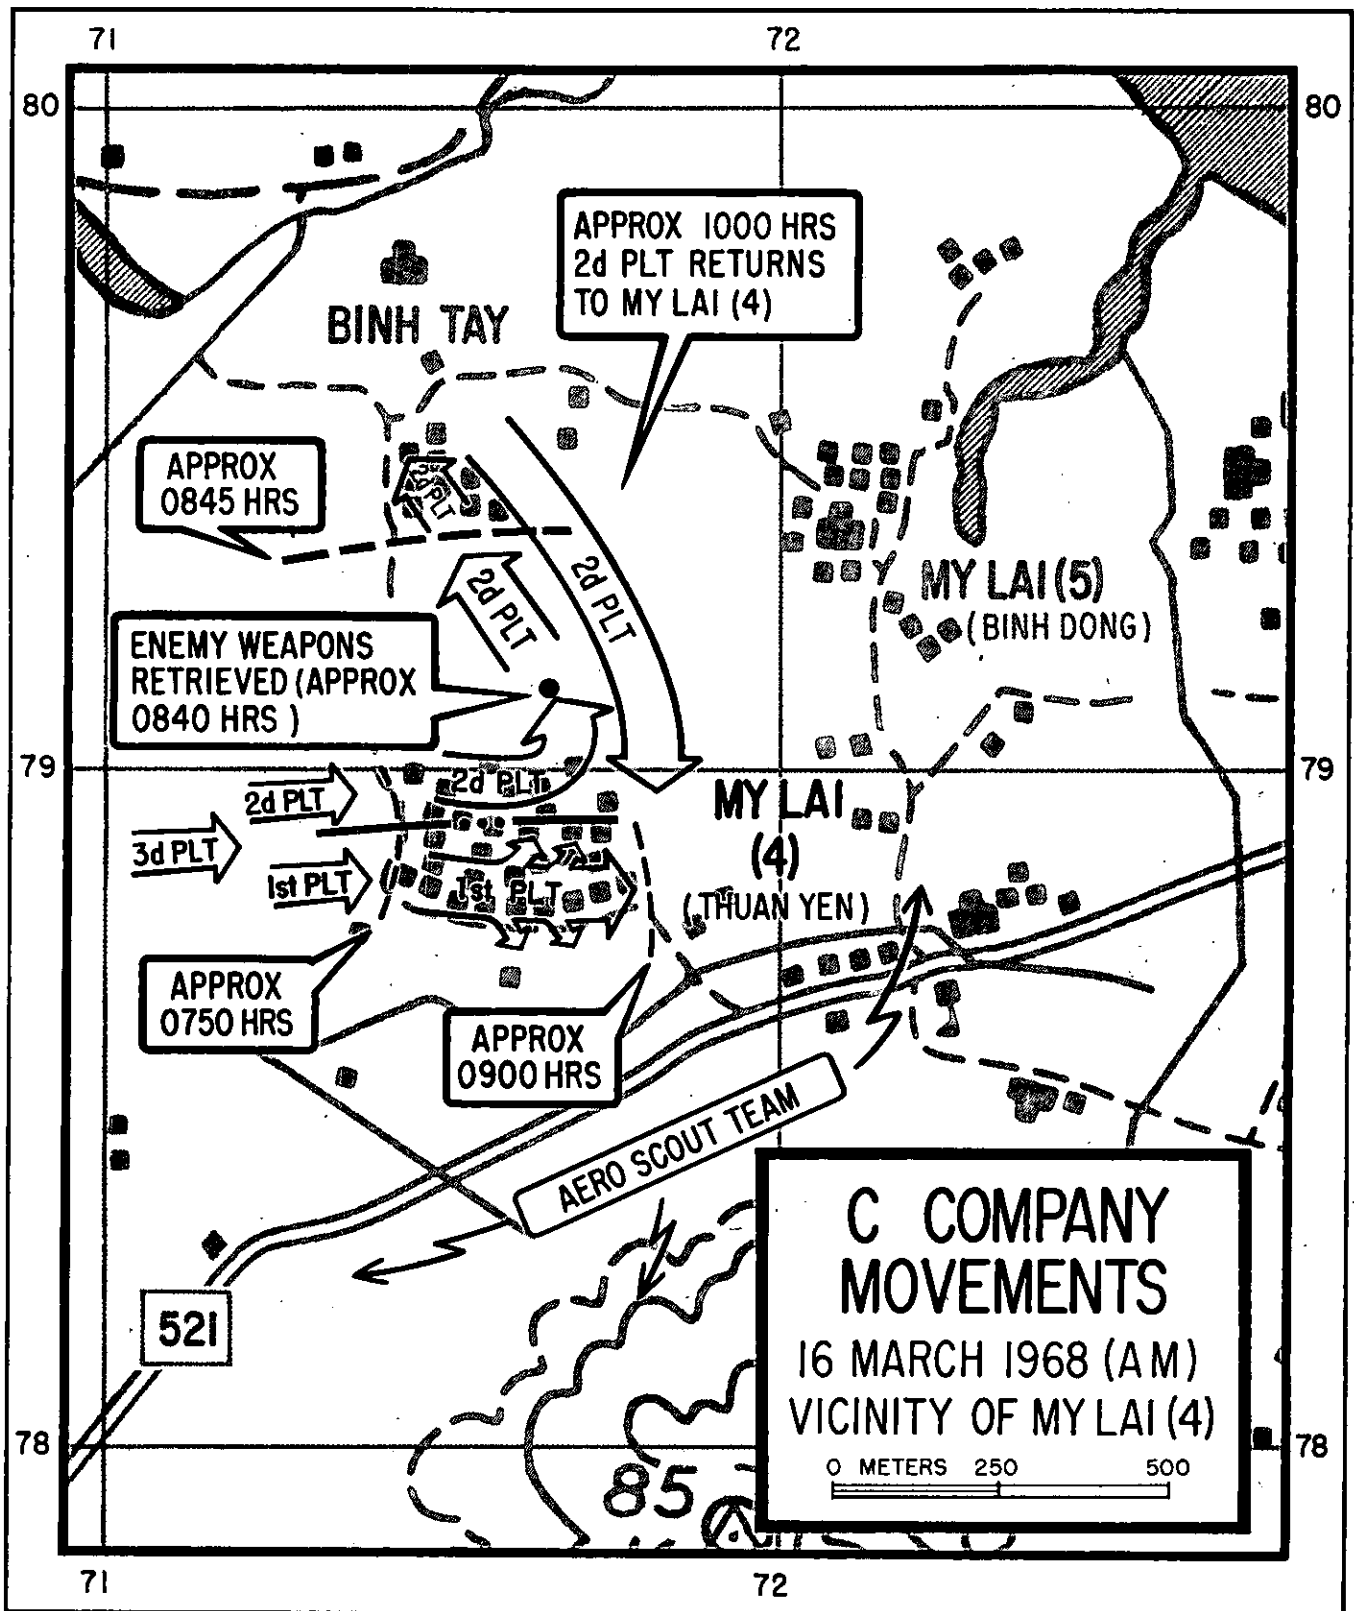 71
72
80
80
APPROX 1000 HRS
2d PLT RETURNS
TO MY LAI (4)
BINH TAY
APPROX
0845 HRS
2d PLT
2d PLT
2d PLT
MY LAI (5)
(BINH DONG)
ENEMY WEAPONS
RETRIEVED (APPROX
0840 HRS )
79
79
2d PLT
2d PLT
3d PLT
1st PLT
1st PLT
MY LAI
(4)
(THUAN YEN)
APPROX
0750 HRS
APPROX
0900 HRS
AERO SCOUT TEAM
521
C COMPANY
MOVEMENTS
16 MARCH 1968 (AM)
VICINITY OF MY LAI (4)
0 METERS 250 500
78
78
85
71
72